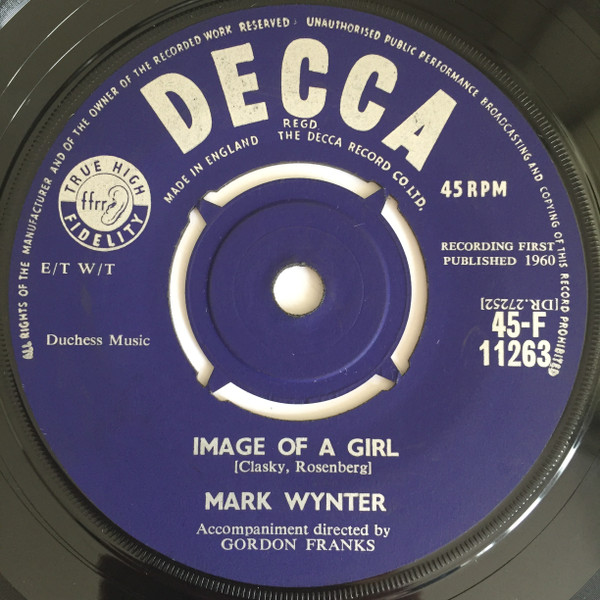 ALL RIGHTS OF THE MANUFACTURER AND OF THE OWNER OF THE RECORDED WORK RESERVED · UNAUTHORISED PUBLIC PERFORMANCE, BROADCASTING AND COPYING OF THIS RECORD PROHIBITED
DECCA
REGD
MADE IN ENGLAND THE DECCA RECORD CO. LTD.
TRUE HIGH
ffrr
FIDELITY
45 RPM
E/T W/T
RECORDING FIRST
PUBLISHED 1960
[DR.27252]
45-F
11263
Duchess Music
IMAGE OF A GIRL
[Clasky, Rosenberg]
MARK WYNTER
Accompaniment directed by
GORDON FRANKS